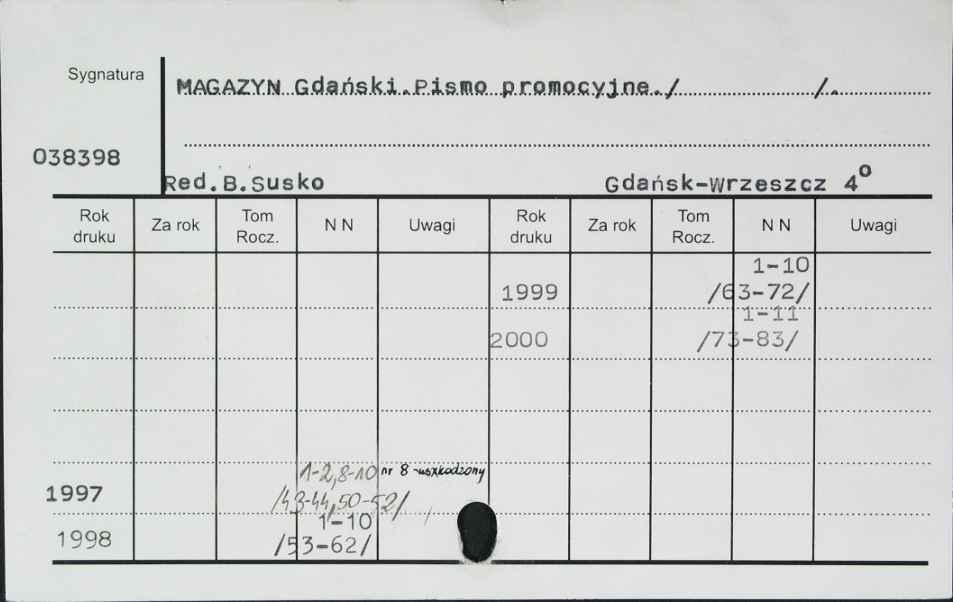 Sygnatura
MAGAZYN Gdański.Pismo promocyjne./ /.
038398
Red.B.Susko Gdańsk-Wrzeszcz 4⁰
Rok druku Za rok Tom Rocz. N N Uwagi Rok druku Za rok Tom Rocz. N N Uwagi
1-10
1999 /63-72/
1-11
2000 /73-83/
1-2,8-10 nr 8 -uszkodzony
1997 /43-44,50-52/
1-10
1998 /53-62/